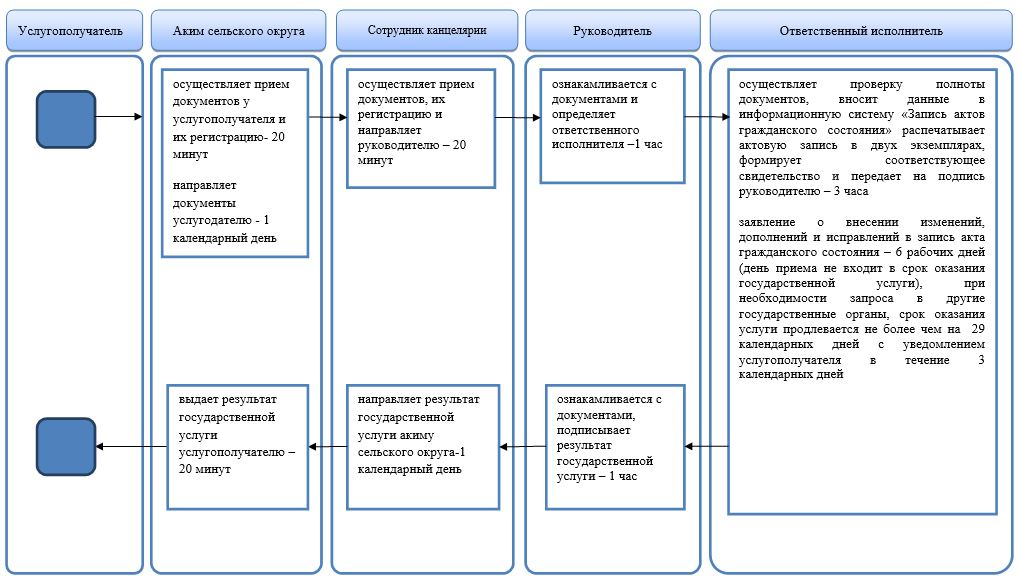 Услугополучатель
Аким сельского округа
Сотрудник канцелярии
Руководитель
Ответственный исполнитель
осуществляет прием
документов у
услугополучателя и
их регистрацию- 20
минут
направляет
документы
услугодателю - 1
календарный день
осуществляет прием
документов, их
регистрацию и
направляет
руководителю – 20
минут
ознакамливается с
документами и
определяет
ответственного
исполнителя –1 час
осуществляет проверку полноты
документов, вносит данные в
информационную систему «Запись актов
гражданского состояния» распечатывает
актовую запись в двух экземплярах,
формирует соответствующее
свидетельство и передает на подпись
руководителю – 3 часа
заявление о внесении изменений,
дополнений и исправлений в запись акта
гражданского состояния – 6 рабочих дней
(день приема не входит в срок оказания
государственной услуги), при
необходимости запроса в другие
государственные органы, срок оказания
услуги продлевается не более чем на 29
календарных дней с уведомлением
услугополучателя в течение 3
календарных дней
выдает результат
государственной
услуги
услугополучателю –
20 минут
направляет результат
государственной
услуги акиму
сельского округа-1
календарный день
ознакамливается с
документами,
подписывает
результат
государственной
услуги – 1 час